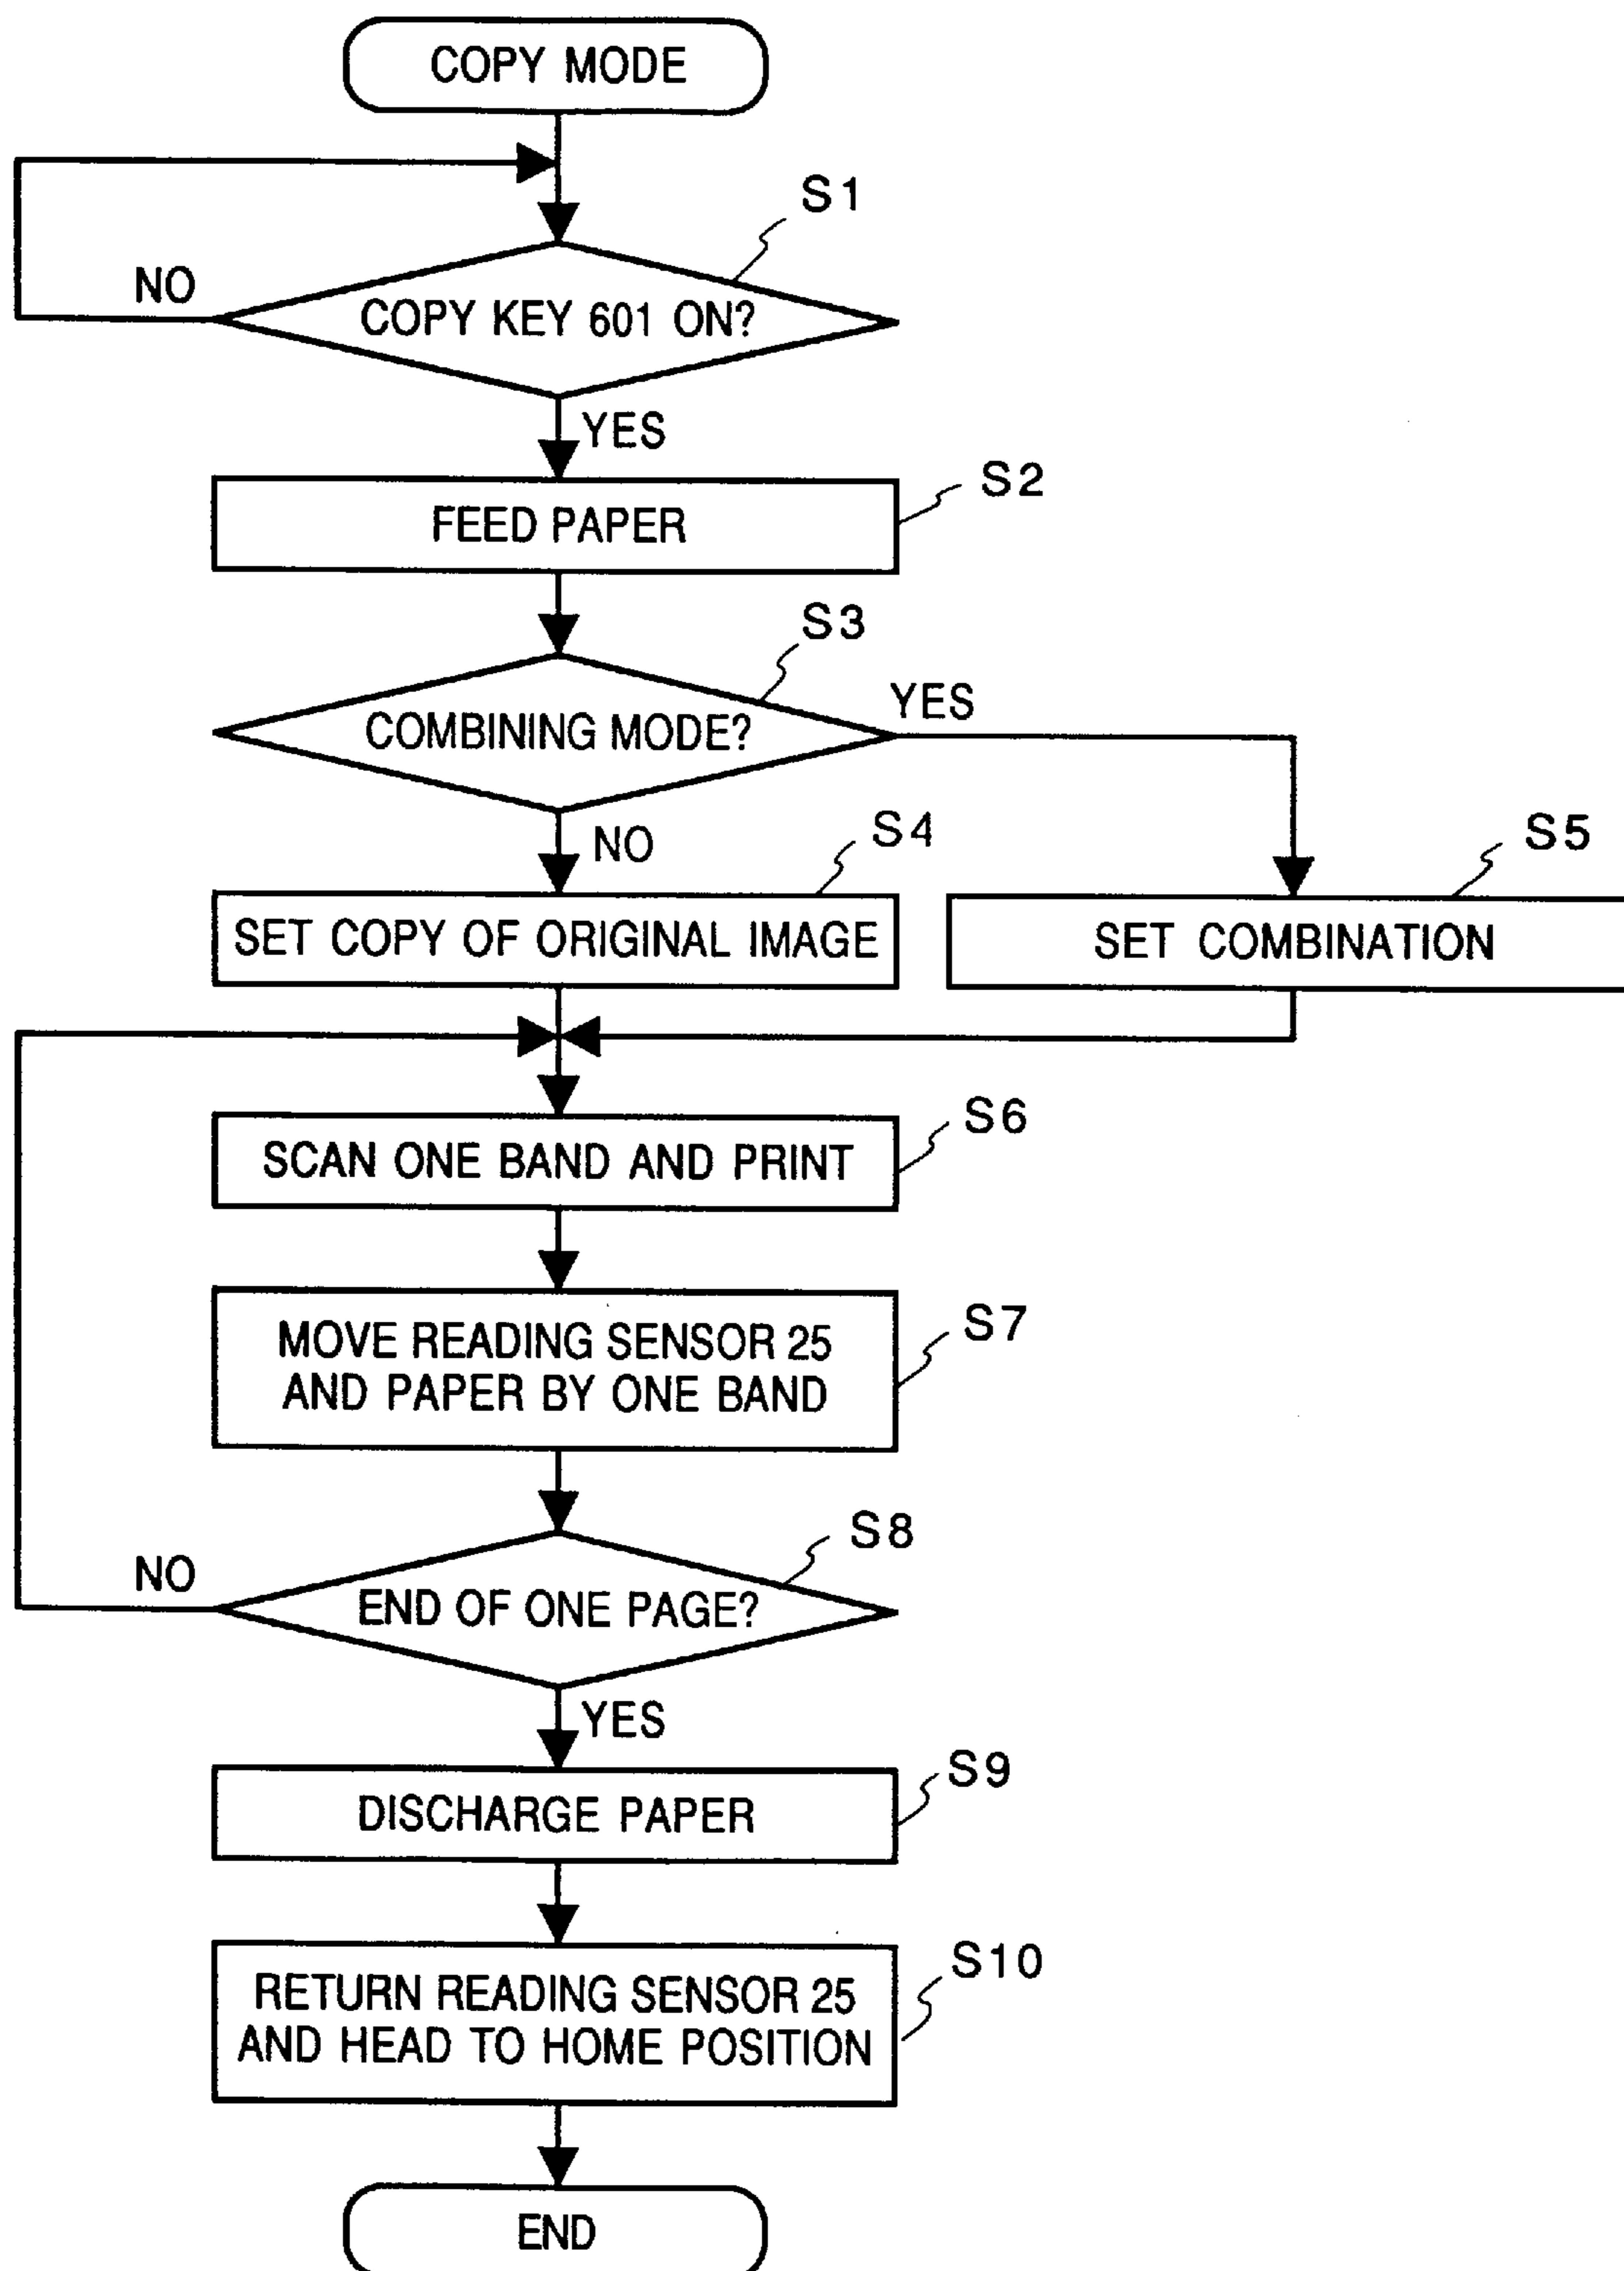 COPY MODE
S1
NO
COPY KEY 601 ON?
YES
S2
FEED PAPER
S3
YES
COMBINING MODE?
NO
S4
S5
SET COPY OF ORIGINAL IMAGE
SET COMBINATION
S6
SCAN ONE BAND AND PRINT
S7
MOVE READING SENSOR 25
AND PAPER BY ONE BAND
S8
NO
END OF ONE PAGE?
YES
S9
DISCHARGE PAPER
S10
RETURN READING SENSOR 25
AND HEAD TO HOME POSITION
END